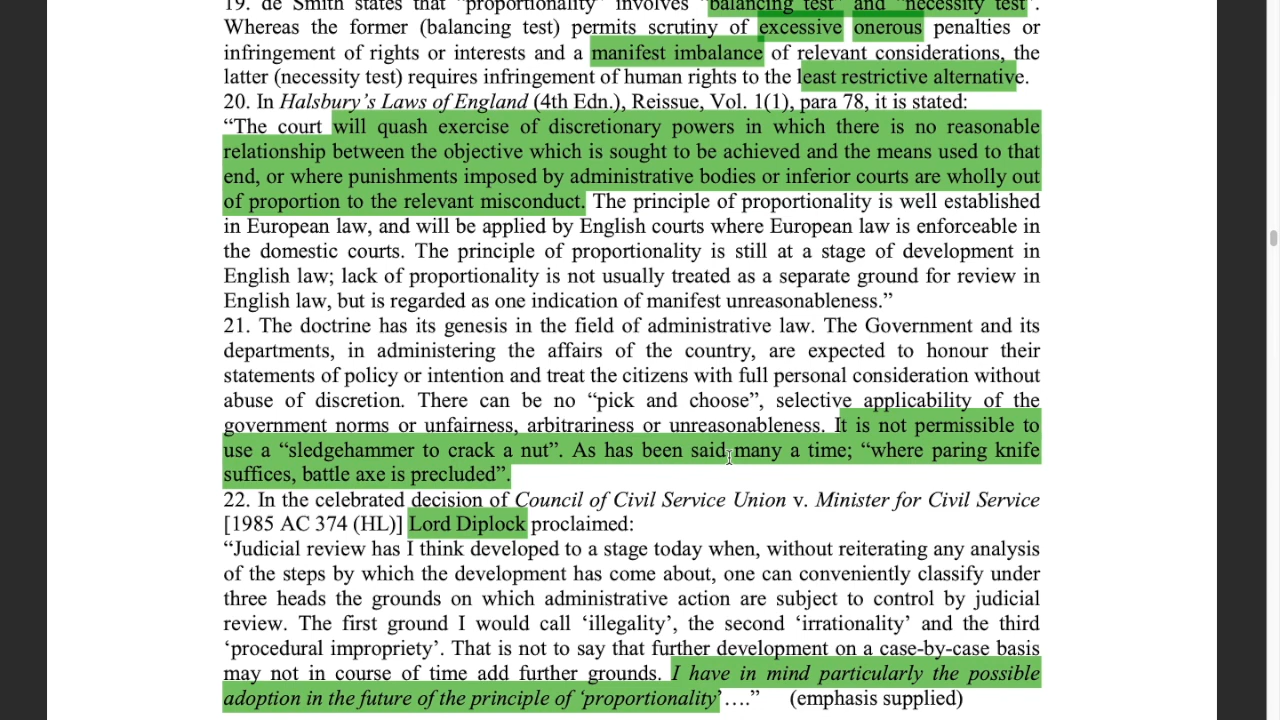 19. de Smith states that “proportionality” involves “balancing test” and “necessity test”.
Whereas the former (balancing test) permits scrutiny of excessive onerous penalties or
infringement of rights or interests and a manifest imbalance of relevant considerations, the
latter (necessity test) requires infringement of human rights to the least restrictive alternative.
20. In Halsbury’s Laws of England (4th Edn.), Reissue, Vol. 1(1), para 78, it is stated:
“The court will quash exercise of discretionary powers in which there is no reasonable
relationship between the objective which is sought to be achieved and the means used to that
end, or where punishments imposed by administrative bodies or inferior courts are wholly out
of proportion to the relevant misconduct. The principle of proportionality is well established
in European law, and will be applied by English courts where European law is enforceable in
the domestic courts. The principle of proportionality is still at a stage of development in
English law; lack of proportionality is not usually treated as a separate ground for review in
English law, but is regarded as one indication of manifest unreasonableness.”
21. The doctrine has its genesis in the field of administrative law. The Government and its
departments, in administering the affairs of the country, are expected to honour their
statements of policy or intention and treat the citizens with full personal consideration without
abuse of discretion. There can be no “pick and choose”, selective applicability of the
government norms or unfairness, arbitrariness or unreasonableness. It is not permissible to
use a “sledgehammer to crack a nut”. As has been said many a time; “where paring knife
suffices, battle axe is precluded”.
22. In the celebrated decision of Council of Civil Service Union v. Minister for Civil Service
[1985 AC 374 (HL)] Lord Diplock proclaimed:
“Judicial review has I think developed to a stage today when, without reiterating any analysis
of the steps by which the development has come about, one can conveniently classify under
three heads the grounds on which administrative action are subject to control by judicial
review. The first ground I would call ‘illegality’, the second ‘irrationality’ and the third
‘procedural impropriety’. That is not to say that further development on a case-by-case basis
may not in course of time add further grounds. I have in mind particularly the possible
adoption in the future of the principle of ‘proportionality’….” (emphasis supplied)